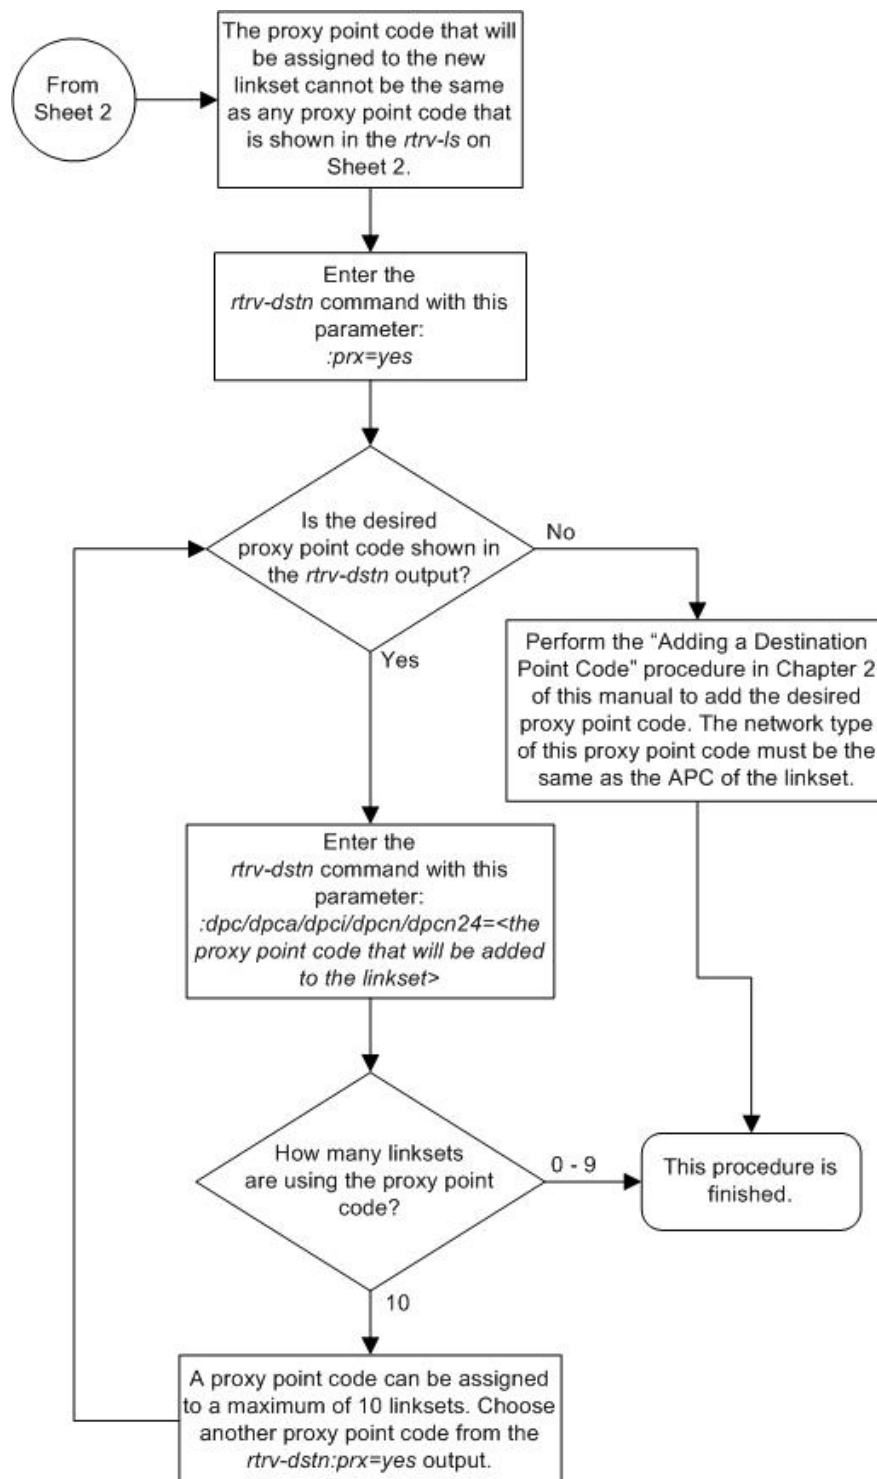 From
Sheet 2
The proxy point code that will
be assigned to the new
linkset cannot be the same
as any proxy point code that
is shown in the rtrv-ls on
Sheet 2.
Enter the
rtrv-dstn command with this
parameter:
:prx=yes
Is the desired
proxy point code shown in
the rtrv-dstn output?
No
Yes
Perform the “Adding a Destination
Point Code” procedure in Chapter 2
of this manual to add the desired
proxy point code. The network type
of this proxy point code must be the
same as the APC of the linkset.
Enter the
rtrv-dstn command with this
parameter:
:dpc/dpca/dpci/dpcn/dpcn24=<the
proxy point code that will be added
to the linkset>
How many linksets
are using the proxy point
code?
0 - 9
This procedure is
finished.
10
A proxy point code can be assigned
to a maximum of 10 linksets. Choose
another proxy point code from the
rtrv-dstn:prx=yes output.